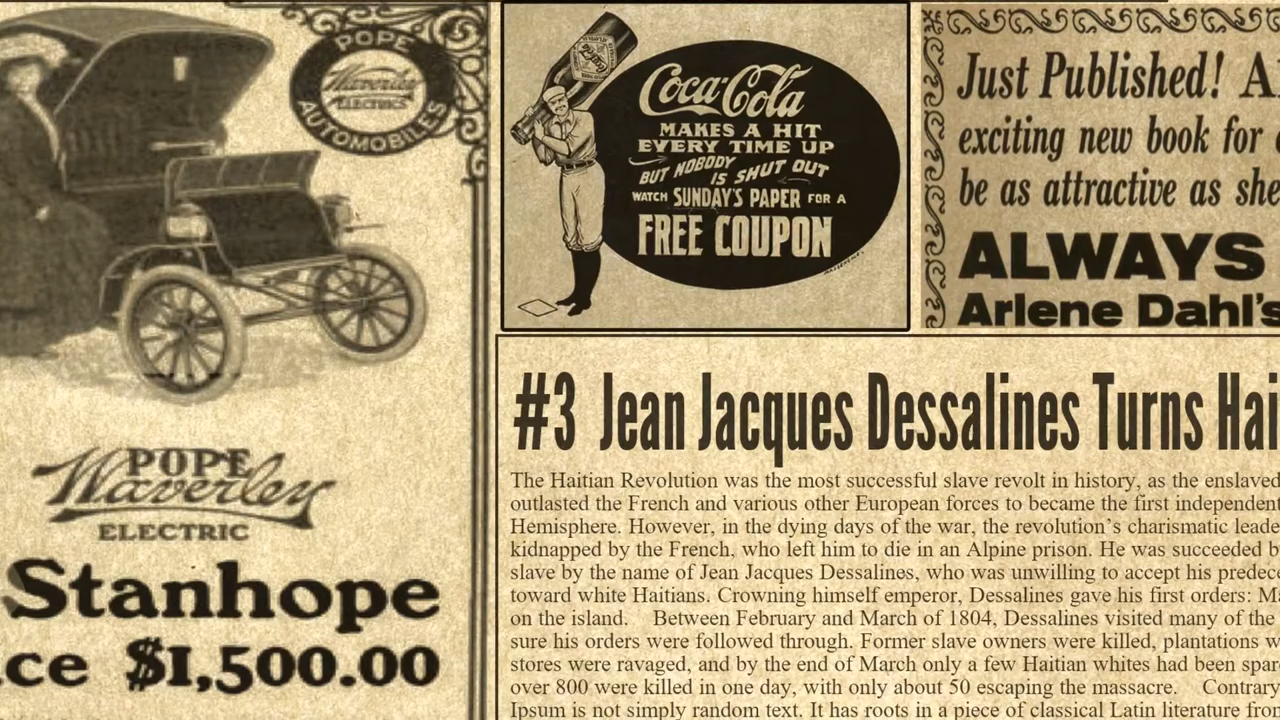 POPE
Waverley
ELECTRICS
AUTOMOBILES
POPE
Waverley
ELECTRIC
Stanhope
ce $1,500.00
Coca-Cola
MAKES A HIT
EVERY TIME UP
BUT NOBODY
IS SHUT OUT
WATCH SUNDAY'S PAPER FOR A
FREE COUPON
Just Published! A
exciting new book for
be as attractive as she
ALWAYS
Arlene Dahl's
#3 Jean Jacques Dessalines Turns Hai
The Haitian Revolution was the most successful slave revolt in history, as the enslaved
outlasted the French and various other European forces to became the first independent
Hemisphere. However, in the dying days of the war, the revolution's charismatic leade
kidnapped by the French, who left him to die in an Alpine prison. He was succeeded b
slave by the name of Jean Jacques Dessalines, who was unwilling to accept his predece
toward white Haitians. Crowning himself emperor, Dessalines gave his first orders: Ma
on the island. Between February and March of 1804, Dessalines visited many of the
sure his orders were followed through. Former slave owners were killed, plantations w
stores were ravaged, and by the end of March only a few Haitian whites had been spar
over 800 were killed in one day, with only about 50 escaping the massacre. Contrary
Ipsum is not simply random text. It has roots in a piece of classical Latin literature from